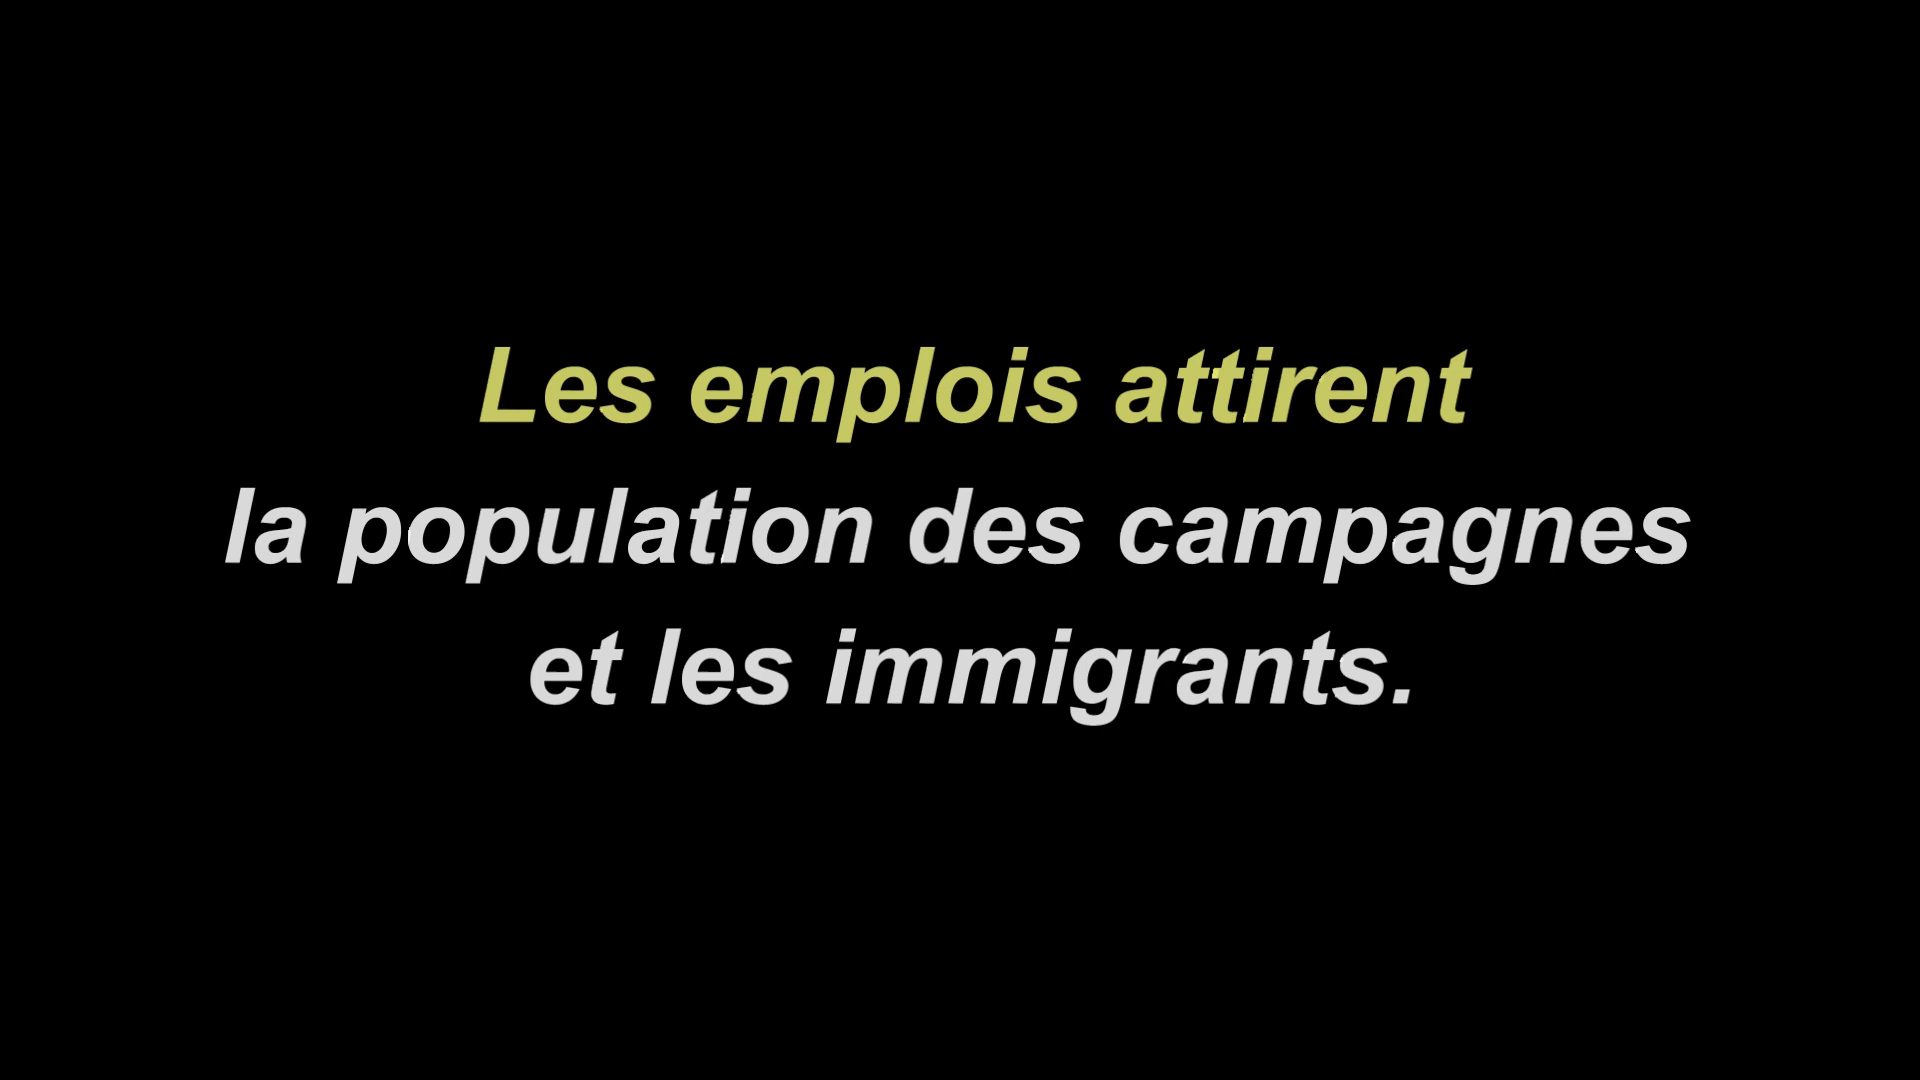 Les emplois attirent
la population des campagnes
et les immigrants.